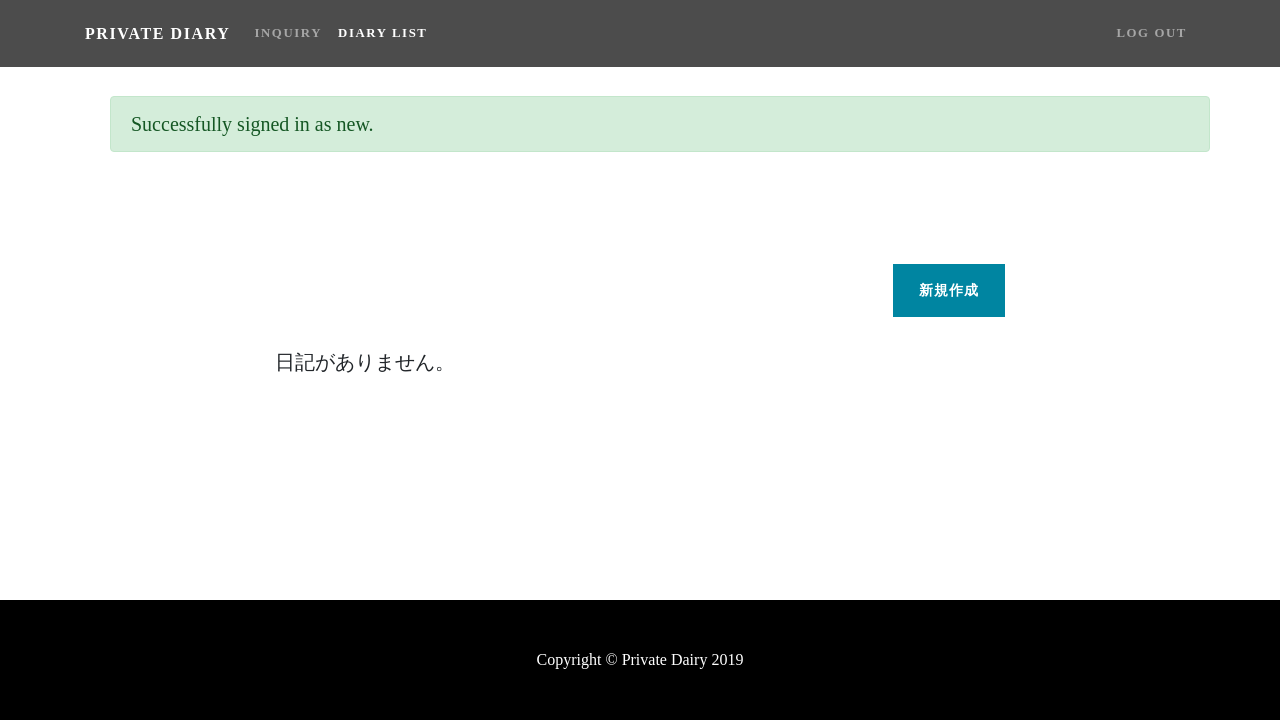 PRIVATE DIARY INQUIRY DIARY LIST LOG OUT
Successfully signed in as new.
新規作成
日記がありません。
Copyright © Private Dairy 2019